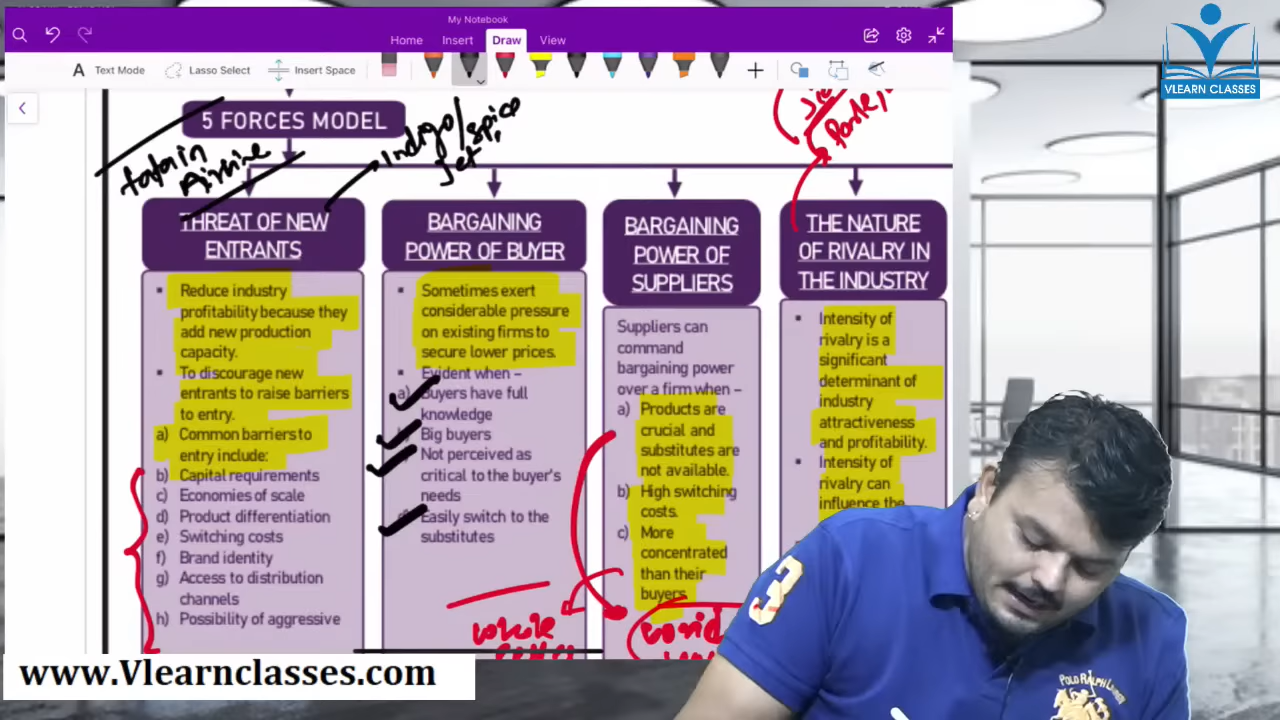 My Notebook
Home Insert Draw View
A Text Mode Lasso Select Insert Space
VLEARN CLASSES
5 FORCES MODEL
Tata in
Airline
Indigo/Spice
Jet
THREAT OF NEW
ENTRANTS
▪ Reduce industry
profitability because they
add new production
capacity.
▪ To discourage new
entrants to raise barriers
to entry.
a) Common barriers to
entry include:
b) Capital requirements
c) Economies of scale
d) Product differentiation
e) Switching costs
f) Brand identity
g) Access to distribution
channels
h) Possibility of aggressive
BARGAINING
POWER OF BUYER
▪ Sometimes exert
considerable pressure
on existing firms to
secure lower prices.
▪ Evident when –
a) Buyers have full
knowledge
Big buyers
Not perceived as
critical to the buyer's
needs
Easily switch to the
substitutes
BARGAINING
POWER OF
SUPPLIERS
Suppliers can
command
bargaining power
over a firm when –
a) Products are
crucial and
substitutes are
not available.
b) High switching
costs.
c) More
concentrated
than their
buyers
THE NATURE
OF RIVALRY IN
THE INDUSTRY
▪ Intensity of
rivalry is a
significant
determinant of
industry
attractiveness
and profitability.
▪ Intensity of
rivalry can
influence the
www.Vlearnclasses.com
3
POLO RALPH LAUREN